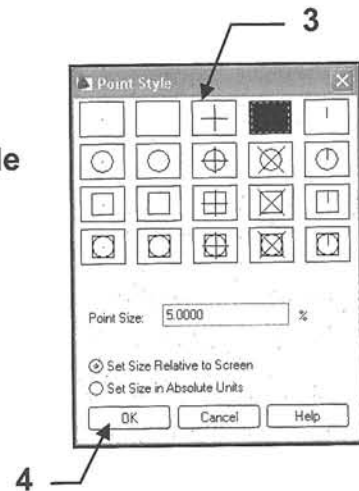 3
Point Style
le
Point Size: 5.0000 %
Set Size Relative to Screen
Set Size in Absolute Units
OK Cancel Help
4